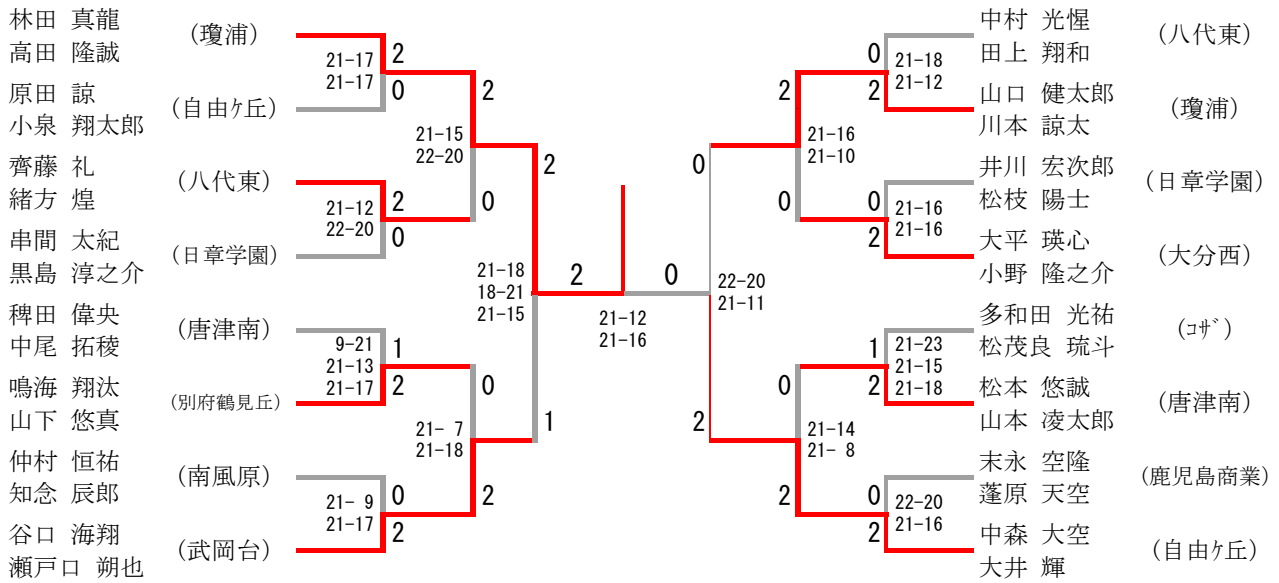 林田 真龍
高田 隆誠
(瓊浦)
原田 諒
小泉 翔太郎
(自由ケ丘)
齊藤 礼
緒方 煌
(八代東)
串間 太紀
黒島 淳之介
(日章学園)
稗田 偉央
中尾 拓稜
(唐津南)
鳴海 翔汰
山下 悠真
(別府鶴見丘)
仲村 恒祐
知念 辰郎
(南風原)
谷口 海翔
瀬戸口 朔也
(武岡台)
21-17
21-17
2
0
21-12
22-20
2
0
9-21
21-13
21-17
1
2
21- 9
21-17
0
2
21-15
22-20
2
0
21- 7
21-18
0
2
21-18
18-21
21-15
2
1
2
0
21-12
21-16
22-20
21-11
0
2
21-16
21-10
2
0
21-14
21- 8
0
2
21-18
21-12
0
2
21-16
21-16
0
2
21-23
21-15
21-18
1
2
22-20
21-16
0
2
中村 光惺
田上 翔和
(八代東)
山口 健太郎
川本 諒太
(瓊浦)
井川 宏次郎
松枝 陽士
(日章学園)
大平 瑛心
小野 隆之介
(大分西)
多和田 光祐
松茂良 琉斗
(コザ)
松本 悠誠
山本 凌太郎
(唐津南)
末永 空隆
蓬原 天空
(鹿児島商業)
中森 大空
大井 輝
(自由ケ丘)